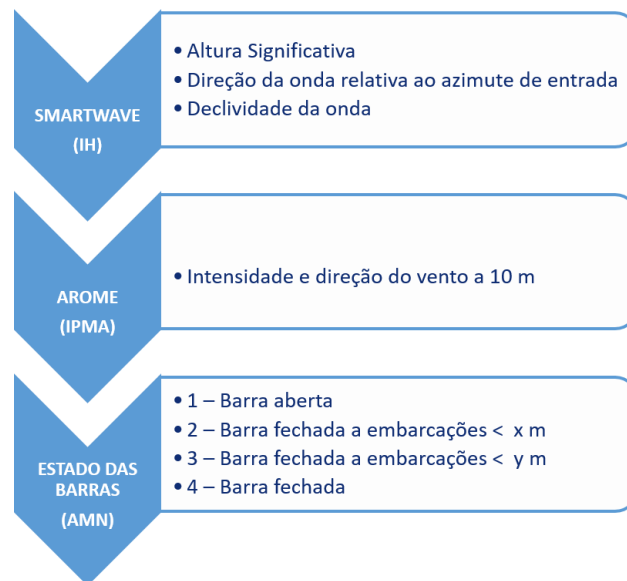 SMARTWAVE
(IH)
• Altura Significativa
• Direção da onda relativa ao azimute de entrada
• Declividade da onda
AROME
(IPMA)
• Intensidade e direção do vento a 10 m
ESTADO DAS
BARRAS
(AMN)
• 1 – Barra aberta
• 2 – Barra fechada a embarcações < x m
• 3 – Barra fechada a embarcações < y m
• 4 – Barra fechada